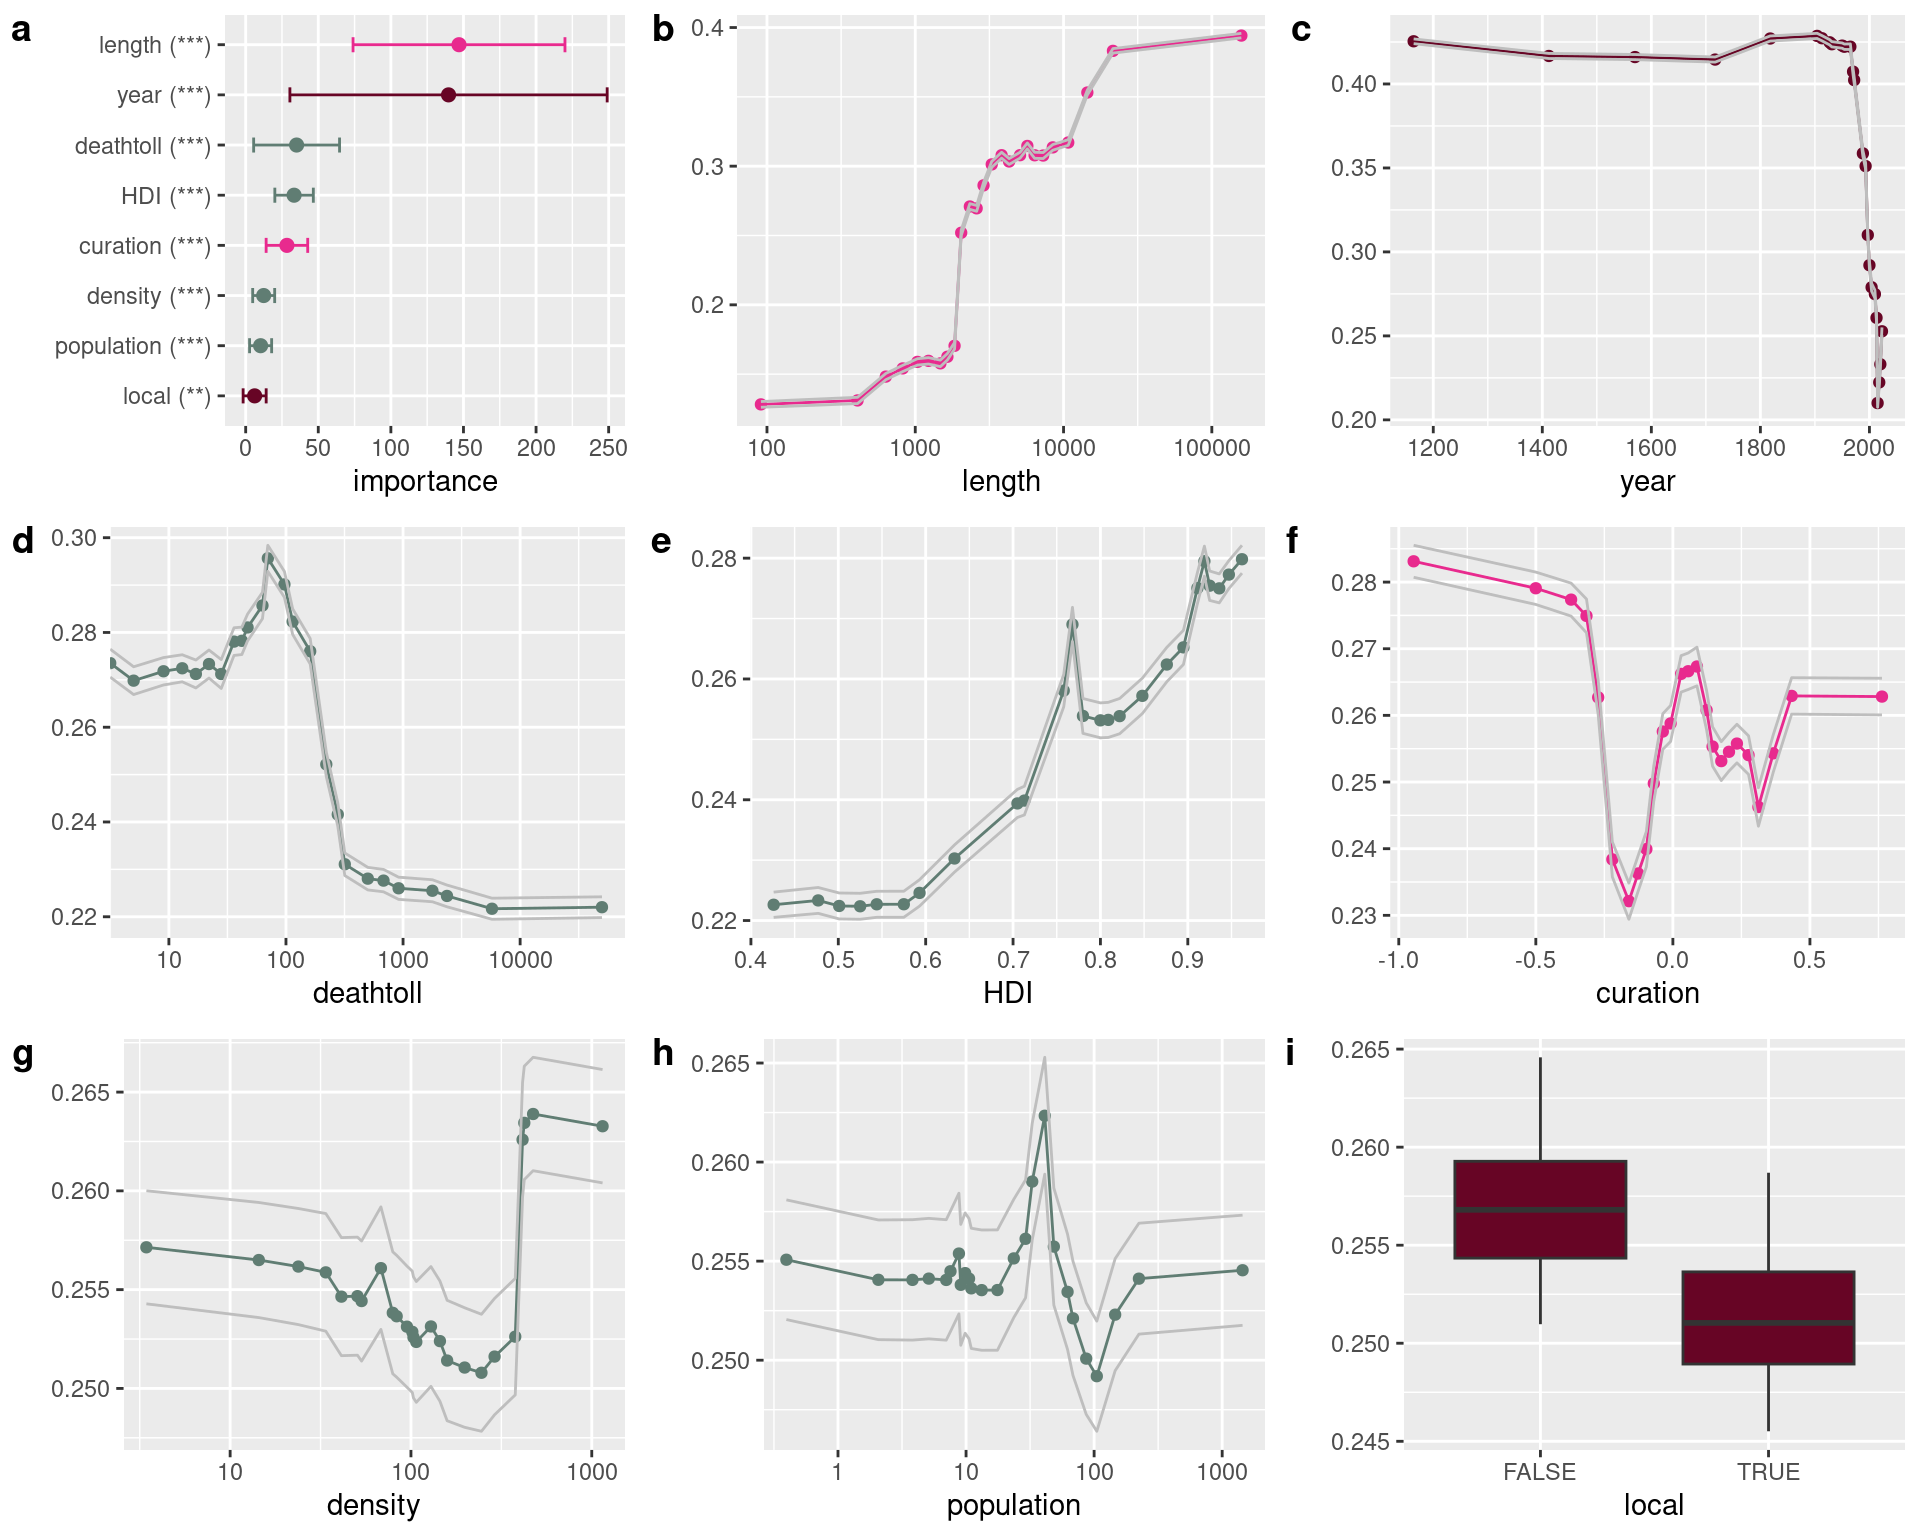 a
length (***)
year (***)
deathtoll (***)
HDI (***)
curation (***)
density (***)
population (***)
local (**)
0 50 100 150 200 250
importance
b
0.4
0.3
0.2
100 1000 10000 100000
length
c
0.40
0.35
0.30
0.25
0.20
1200 1400 1600 1800 2000
year
d
0.30
0.28
0.26
0.24
0.22
10 100 1000 10000
deathtoll
e
0.28
0.26
0.24
0.22
0.4 0.5 0.6 0.7 0.8 0.9
HDI
f
0.28
0.27
0.26
0.25
0.24
0.23
-1.0 -0.5 0.0 0.5
curation
g
0.265
0.260
0.255
0.250
10 100 1000
density
h
0.265
0.260
0.255
0.250
1 10 100 1000
population
i
0.265
0.260
0.255
0.250
0.245
FALSE TRUE
local